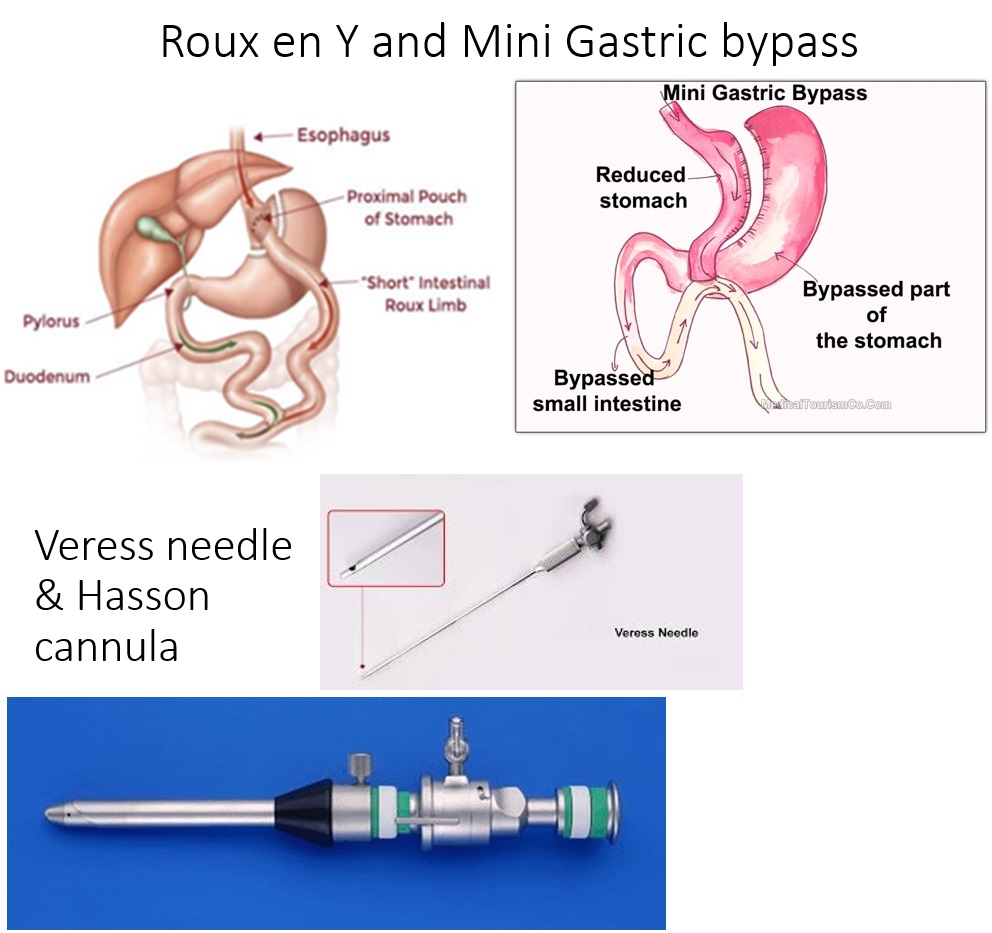 Roux en Y and Mini Gastric bypass
Esophagus
Proximal Pouch
of Stomach
"Short" Intestinal
Roux Limb
Pylorus
Duodenum
Mini Gastric Bypass
Reduced
stomach
Bypassed part
of
the stomach
Bypassed
small intestine
MedicalTourismCo.Com
Veress needle
& Hasson
cannula
Veress Needle